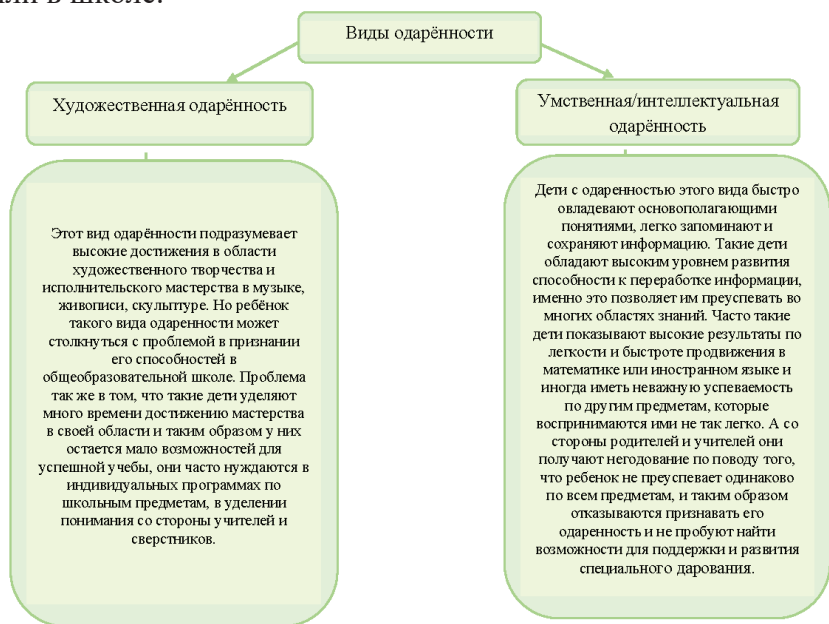 в школе.
Виды одарённости
Художественная одарённость
Умственная/интеллектуальная
одарённость
Этот вид одарённости подразумевает
высокие достижения в области
художественного творчества и
исполнительского мастерства в музыке,
живописи, скульптуре. Но ребёнок
такого вида одаренности может
столкнуться с проблемой в признании
его способностей в
общеобразовательной школе. Проблема
так же в том, что такие дети уделяют
много времени достижению мастерства
в своей области и таким образом у них
остается мало возможностей для
успешной учебы, они часто нуждаются в
индивидуальных программах по
школьным предметам, в уделении
понимания со стороны учителей и
сверстников.
Дети с одаренностью этого вида быстро
овладевают основополагающими
понятиями, легко запоминают и
сохраняют информацию. Такие дети
обладают высоким уровнем развития
способности к переработке информации,
именно это позволяет им преуспевать во
многих областях знаний. Часто такие
дети показывают высокие результаты по
легкости и быстроте продвижения в
математике или иностранном языке и
иногда иметь неважную успеваемость
по другим предметам, которые
воспринимаются ими не так легко. А со
стороны родителей и учителей они
получают негодование по поводу того,
что ребенок не преуспевает одинаково
по всем предметам, и таким образом
отказываются признавать его
одаренность и не пробуют найти
возможности для поддержки и развития
специального дарования.